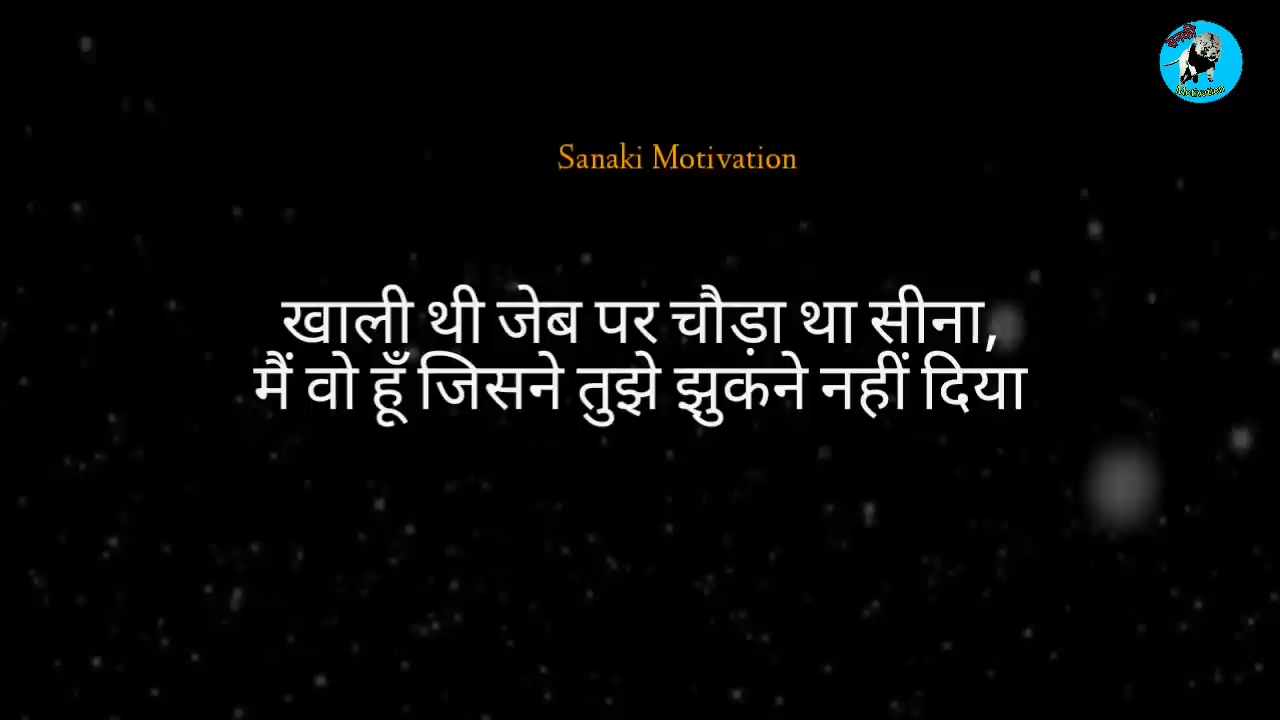 Sanaki Motivation
खाली थी जेब पर चौड़ा था सीना,
मैं वो हूँ जिसने तुझे झुकने नहीं दिया